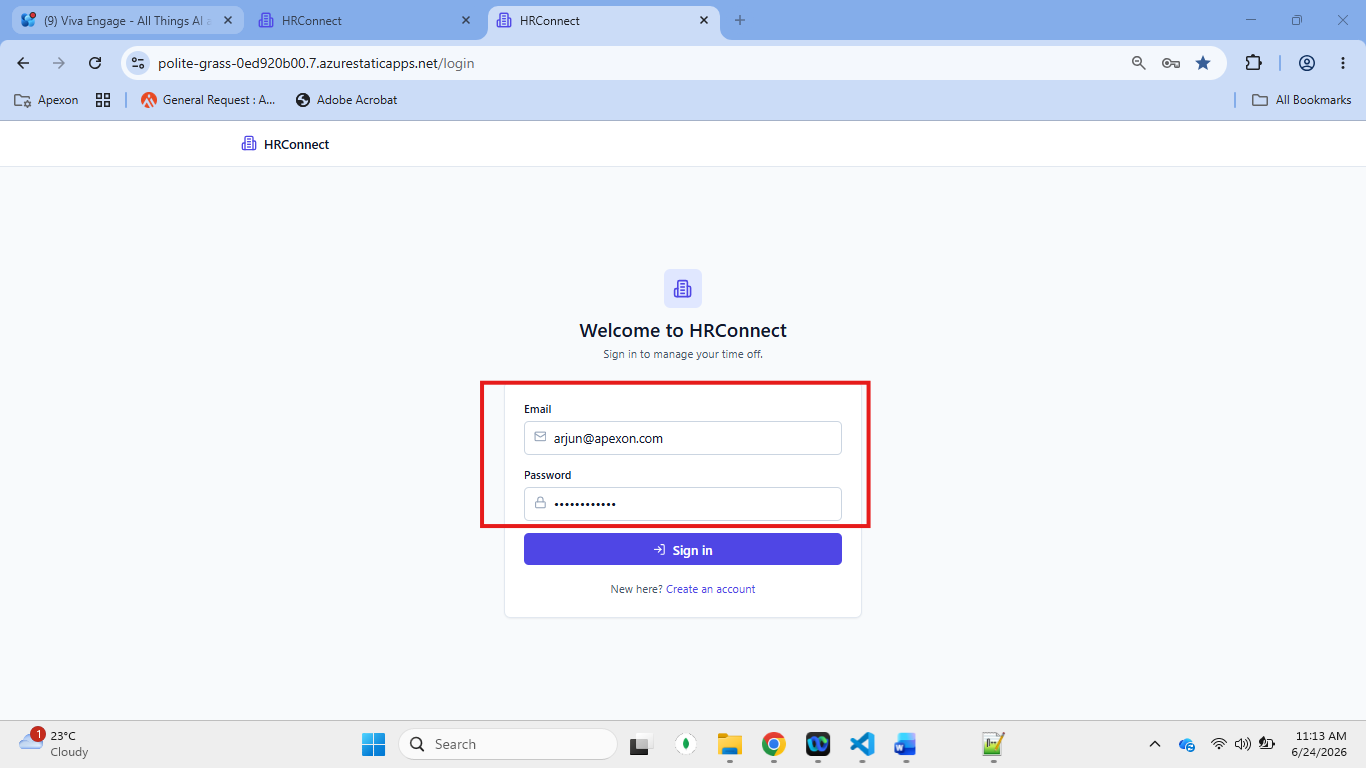 (9) Viva Engage - All Things AI a
HRConnect
HRConnect
polite-grass-0ed920b00.7.azurestaticapps.net/login
Apexon
General Request : A...
Adobe Acrobat
All Bookmarks
HRConnect
Welcome to HRConnect
Sign in to manage your time off.
Email
arjun@apexon.com
Password
••••••••••••
Sign in
New here? Create an account
1
23°C
Cloudy
Search
11:13 AM
6/24/2026